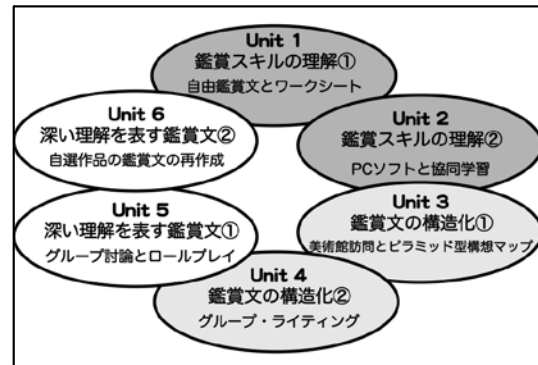 Unit 1
鑑賞スキルの理解①
自由鑑賞文とワークシート
Unit 2
鑑賞スキルの理解②
PCソフトと協同学習
Unit 3
鑑賞文の構造化①
美術館訪問とピラミッド型構想マップ
Unit 4
鑑賞文の構造化②
グループ・ライティング
Unit 5
深い理解を表す鑑賞文①
グループ討論とロールプレイ
Unit 6
深い理解を表す鑑賞文②
自選作品の鑑賞文の再作成